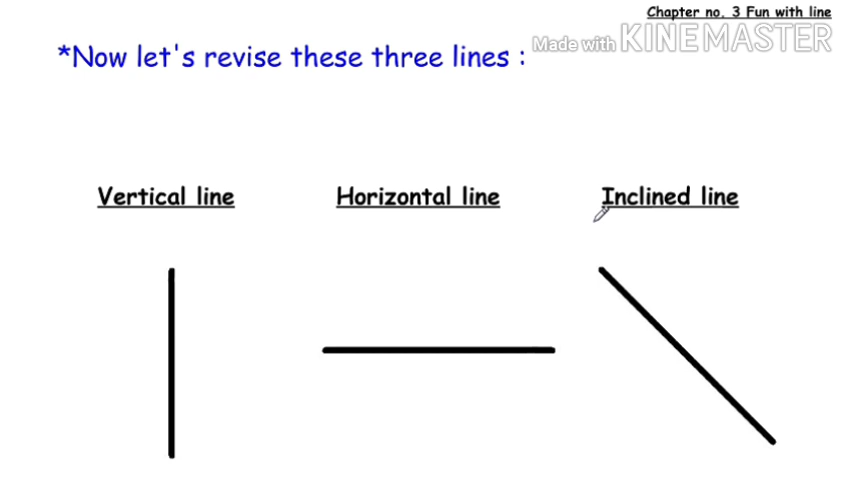 Chapter no. 3 Fun with line
Made with KINEMASTER
*Now let's revise these three lines :
Vertical line
Horizontal line
Inclined line